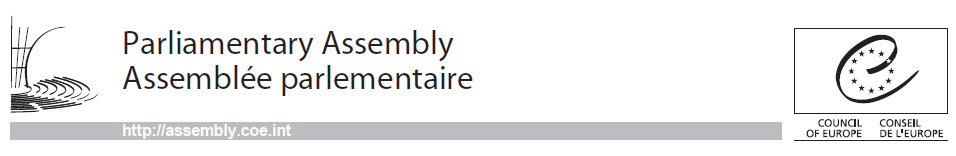 Parliamentary Assembly
Assemblée parlementaire
http://assembly.coe.int
COUNCIL CONSEIL
OF EUROPE DE L'EUROPE